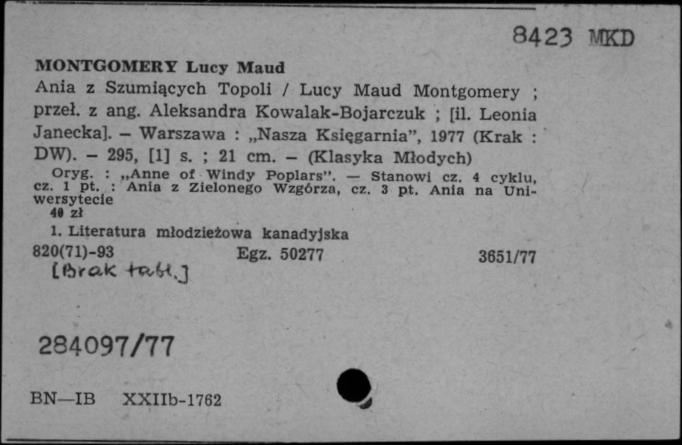 8423 MKD
MONTGOMERY Lucy Maud
Ania z Szumiących Topoli / Lucy Maud Montgomery ;
przeł. z ang. Aleksandra Kowalak-Bojarczuk ; [il. Leonia
Janecka]. — Warszawa : „Nasza Księgarnia”, 1977 (Krak :
DW). — 295, [1] s. ; 21 cm. — (Klasyka Młodych)
Oryg. : „Anne of Windy Poplars”. — Stanowi cz. 4 cyklu,
cz. 1 pt. : Ania z Zielonego Wzgórza, cz. 3 pt. Ania na Uni-
wersytecie
40 zł
1. Literatura młodzieżowa kanadyjska
820(71)-93 Egz. 50277 3651/77
[Brak tabl.]
284097/77
BN—IB XXIIb-1762